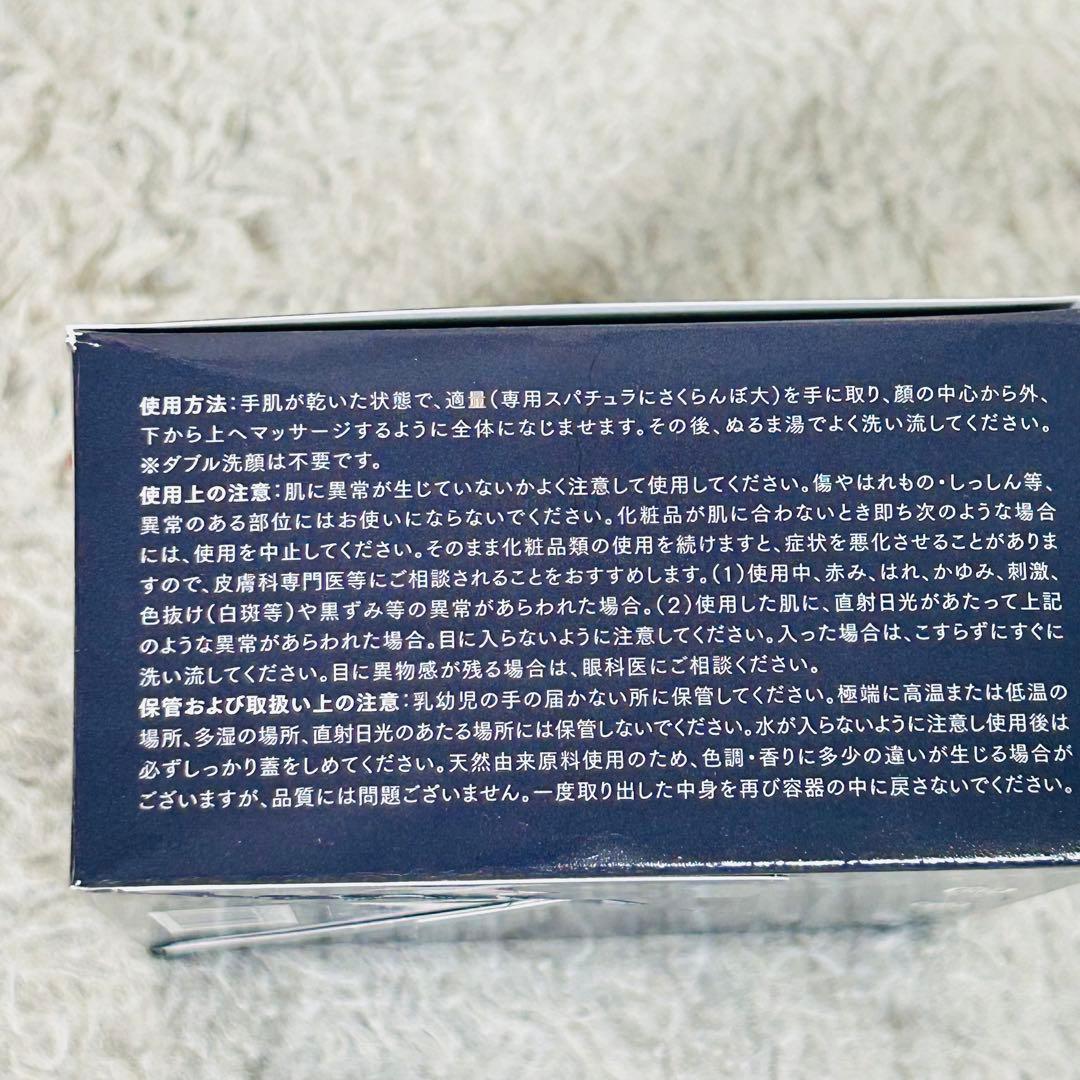 使用方法:手肌が乾いた状態で、適量(専用スパチュラにさくらんぼ大)を手に取り、顔の中心から外、
下から上へマッサージするように全体になじませます。その後、ぬるま湯でよく洗い流してください。
※ダブル洗顔は不要です。
使用上の注意:肌に異常が生じていないかよく注意して使用してください。傷やはれもの・しっしん等、
異常のある部位にはお使いにならないでください。化粧品が肌に合わないとき即ち次のような場合
には、使用を中止してください。そのまま化粧品類の使用を続けますと、症状を悪化させることがありま
すので、皮膚科専門医等にご相談されることをおすすめします。(1)使用中、赤み、はれ、かゆみ、刺激、
色抜け(白斑等)や黒ずみ等の異常があらわれた場合。(2)使用した肌に、直射日光があたって上記
のような異常があらわれた場合。目に入らないように注意してください。入った場合は、こすらずにすぐに
洗い流してください。目に異物感が残る場合は、眼科医にご相談ください。
保管および取扱い上の注意:乳幼児の手の届かない所に保管してください。極端に高温または低温の
場所、多湿の場所、直射日光のあたる場所には保管しないでください。水が入らないように注意し使用後は
必ずしっかり蓋をしめてください。天然由来原料使用のため、色調・香りに多少の違いが生じる場合が
ございますが、品質には問題ございません。一度取り出した中身を再び容器の中に戻さないでください。